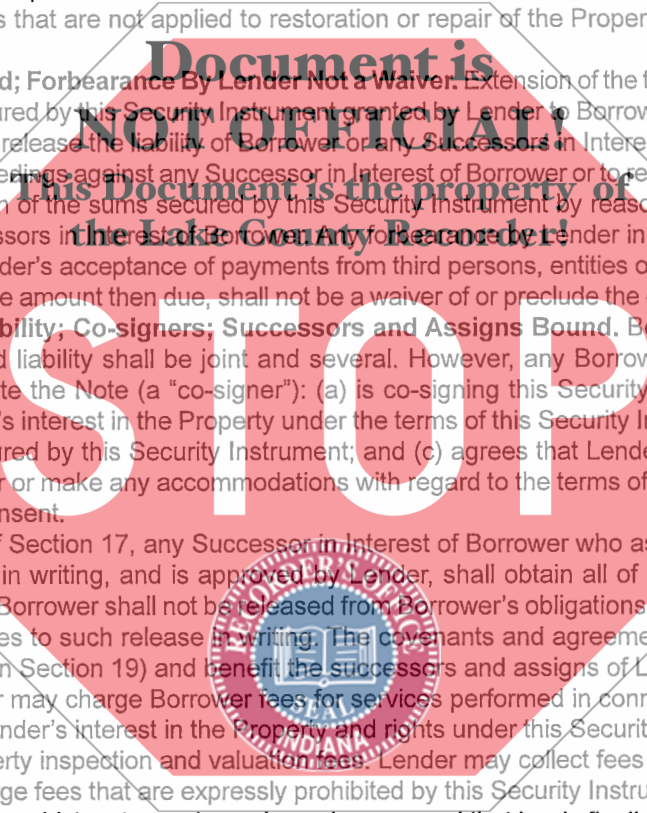 s that are not applied to restoration or repair of the Proper
Document is
d; Forbearance By Lender Not a Waiver. Extension of the t
ured by this Security Instrument granted by Lender to Borrow
NOT OFFICIAL!
release the liability of Borrower or any Successors in Intere
edings against any Successor in Interest of Borrower or to re
This Document is the property of
n of the sums secured by this Security Instrument by reaso
the Lake County Recorder!
ssors in Interest of Borrower. Any forbearance by Lender in
der's acceptance of payments from third persons, entities o
e amount then due, shall not be a waiver of or preclude the
bility; Co-signers; Successors and Assigns Bound. Bo
d liability shall be joint and several. However, any Borrow
te the Note (a “co-signer”): (a) is co-signing this Security
's interest in the Property under the terms of this Security I
STOP
ured by this Security Instrument; and (c) agrees that Lende
r or make any accommodations with regard to the terms of
nsent.
f Section 17, any Successor in Interest of Borrower who as
in writing, and is approved by Lender, shall obtain all of
Borrower shall not be released from Borrower's obligations
es to such release in writing. The covenants and agreeme
n Section 19) and benefit the successors and assigns of L
r may charge Borrower fees for services performed in conn
nder's interest in the Property and rights under this Securit
erty inspection and valuation fees. Lender may collect fees
ge fees that are expressly prohibited by this Security Instru
RECORDER'S OFFICE
SEAL
INDIANA